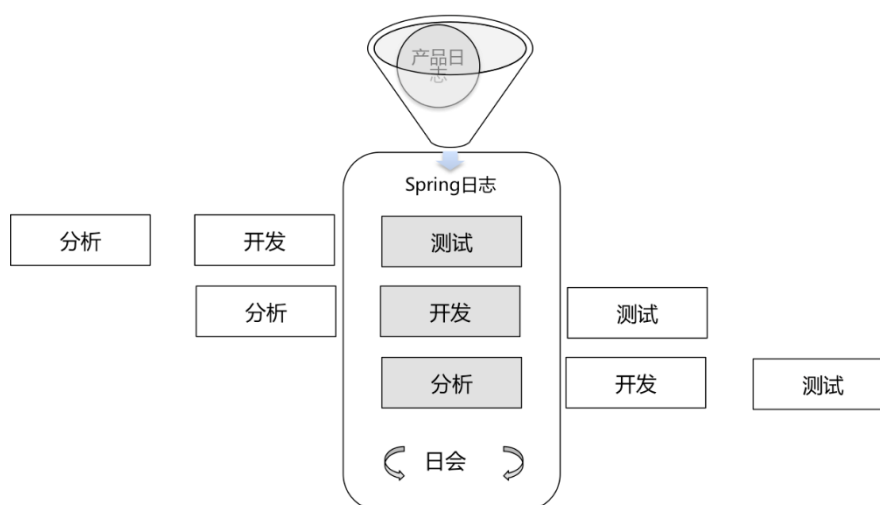 产品日
志
Spring日志
分析 开发 测试
分析 开发 测试
分析 开发 测试
日会